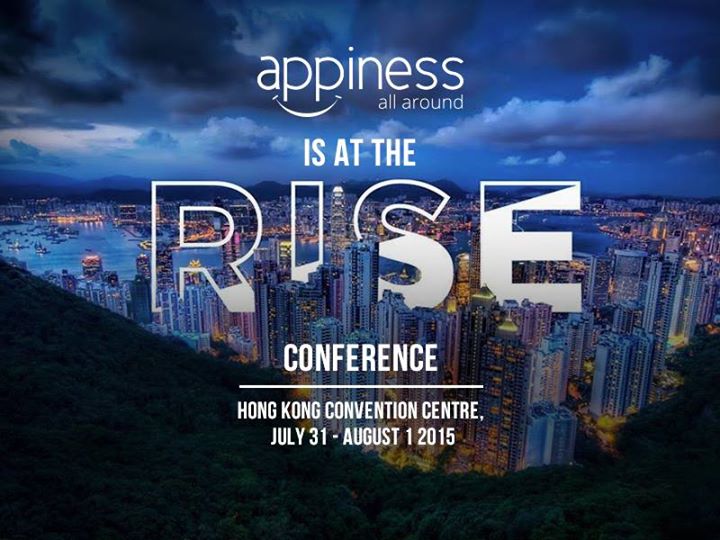 appiness
all around
IS AT THE
RISE
CONFERENCE
HONG KONG CONVENTION CENTRE,
JULY 31 - AUGUST 1 2015